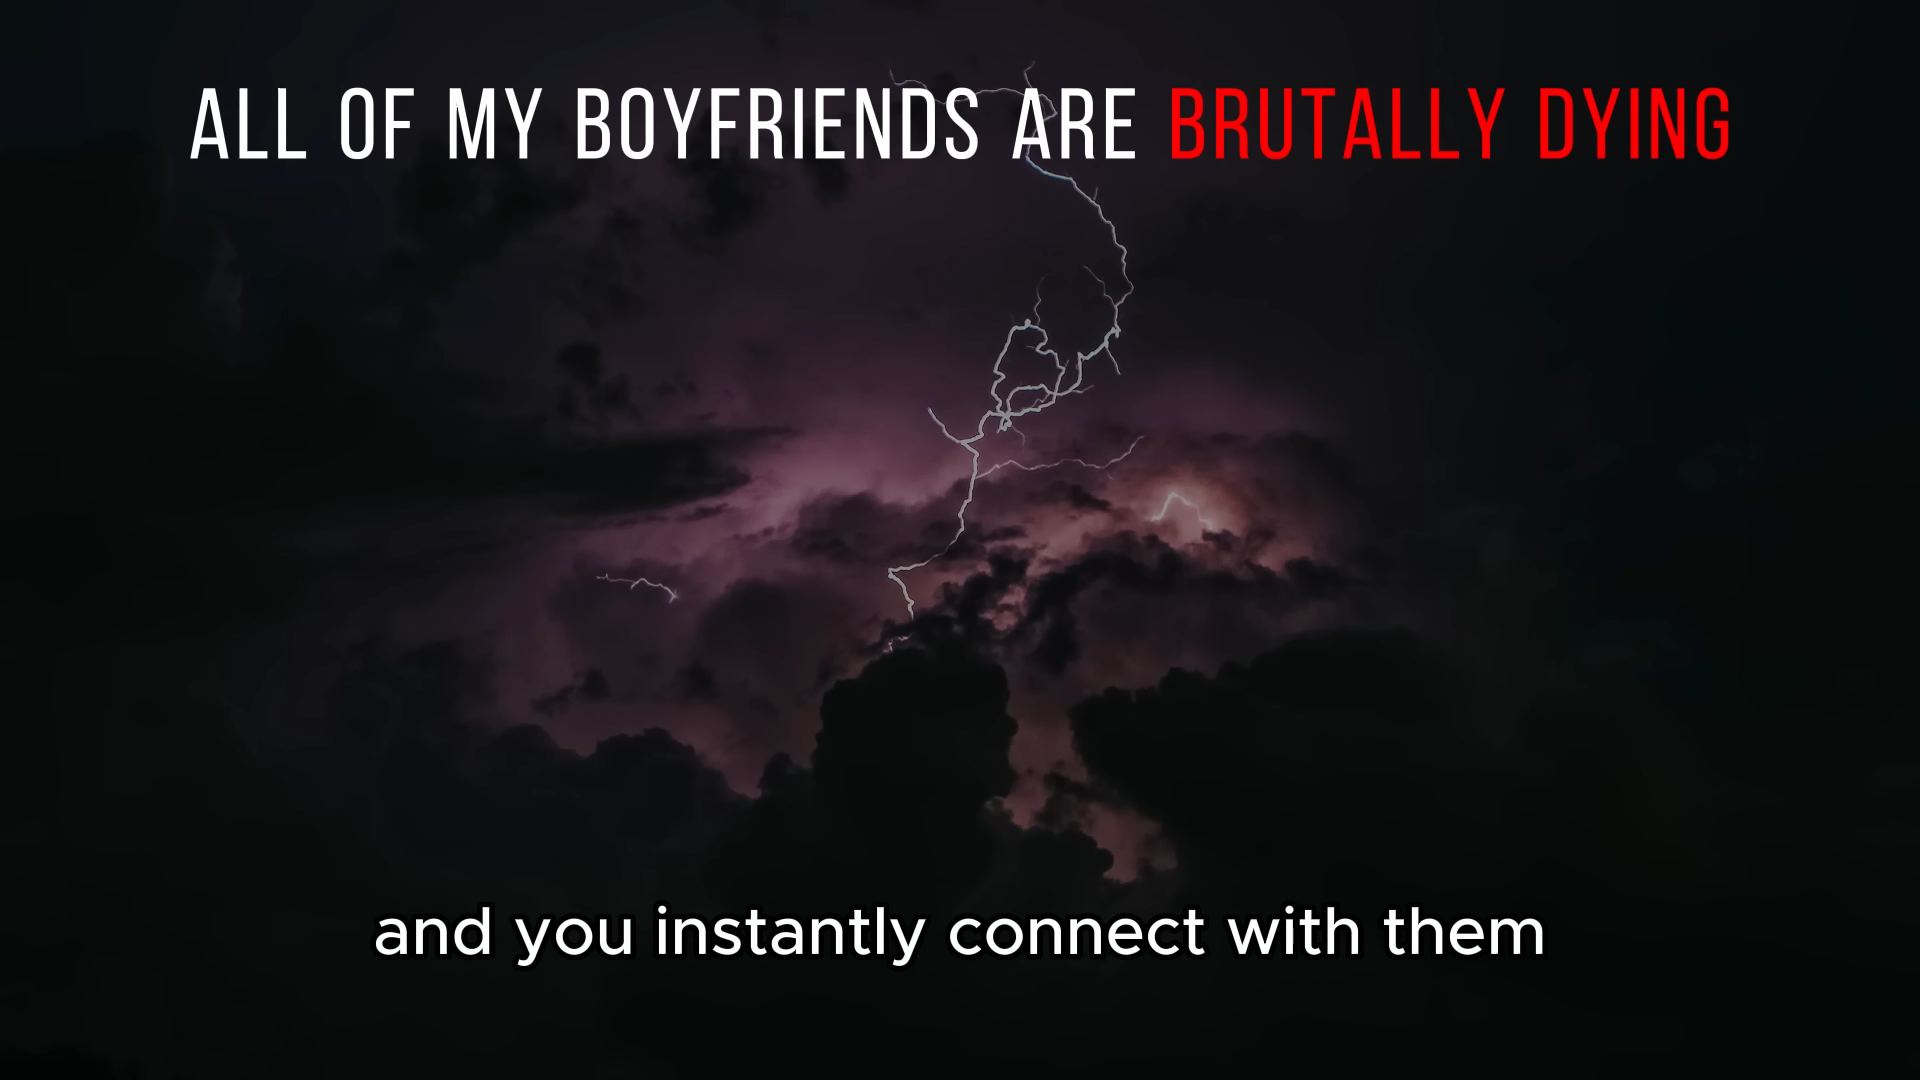 ALL OF MY BOYFRIENDS ARE BRUTALLY DYING
and you instantly connect with them